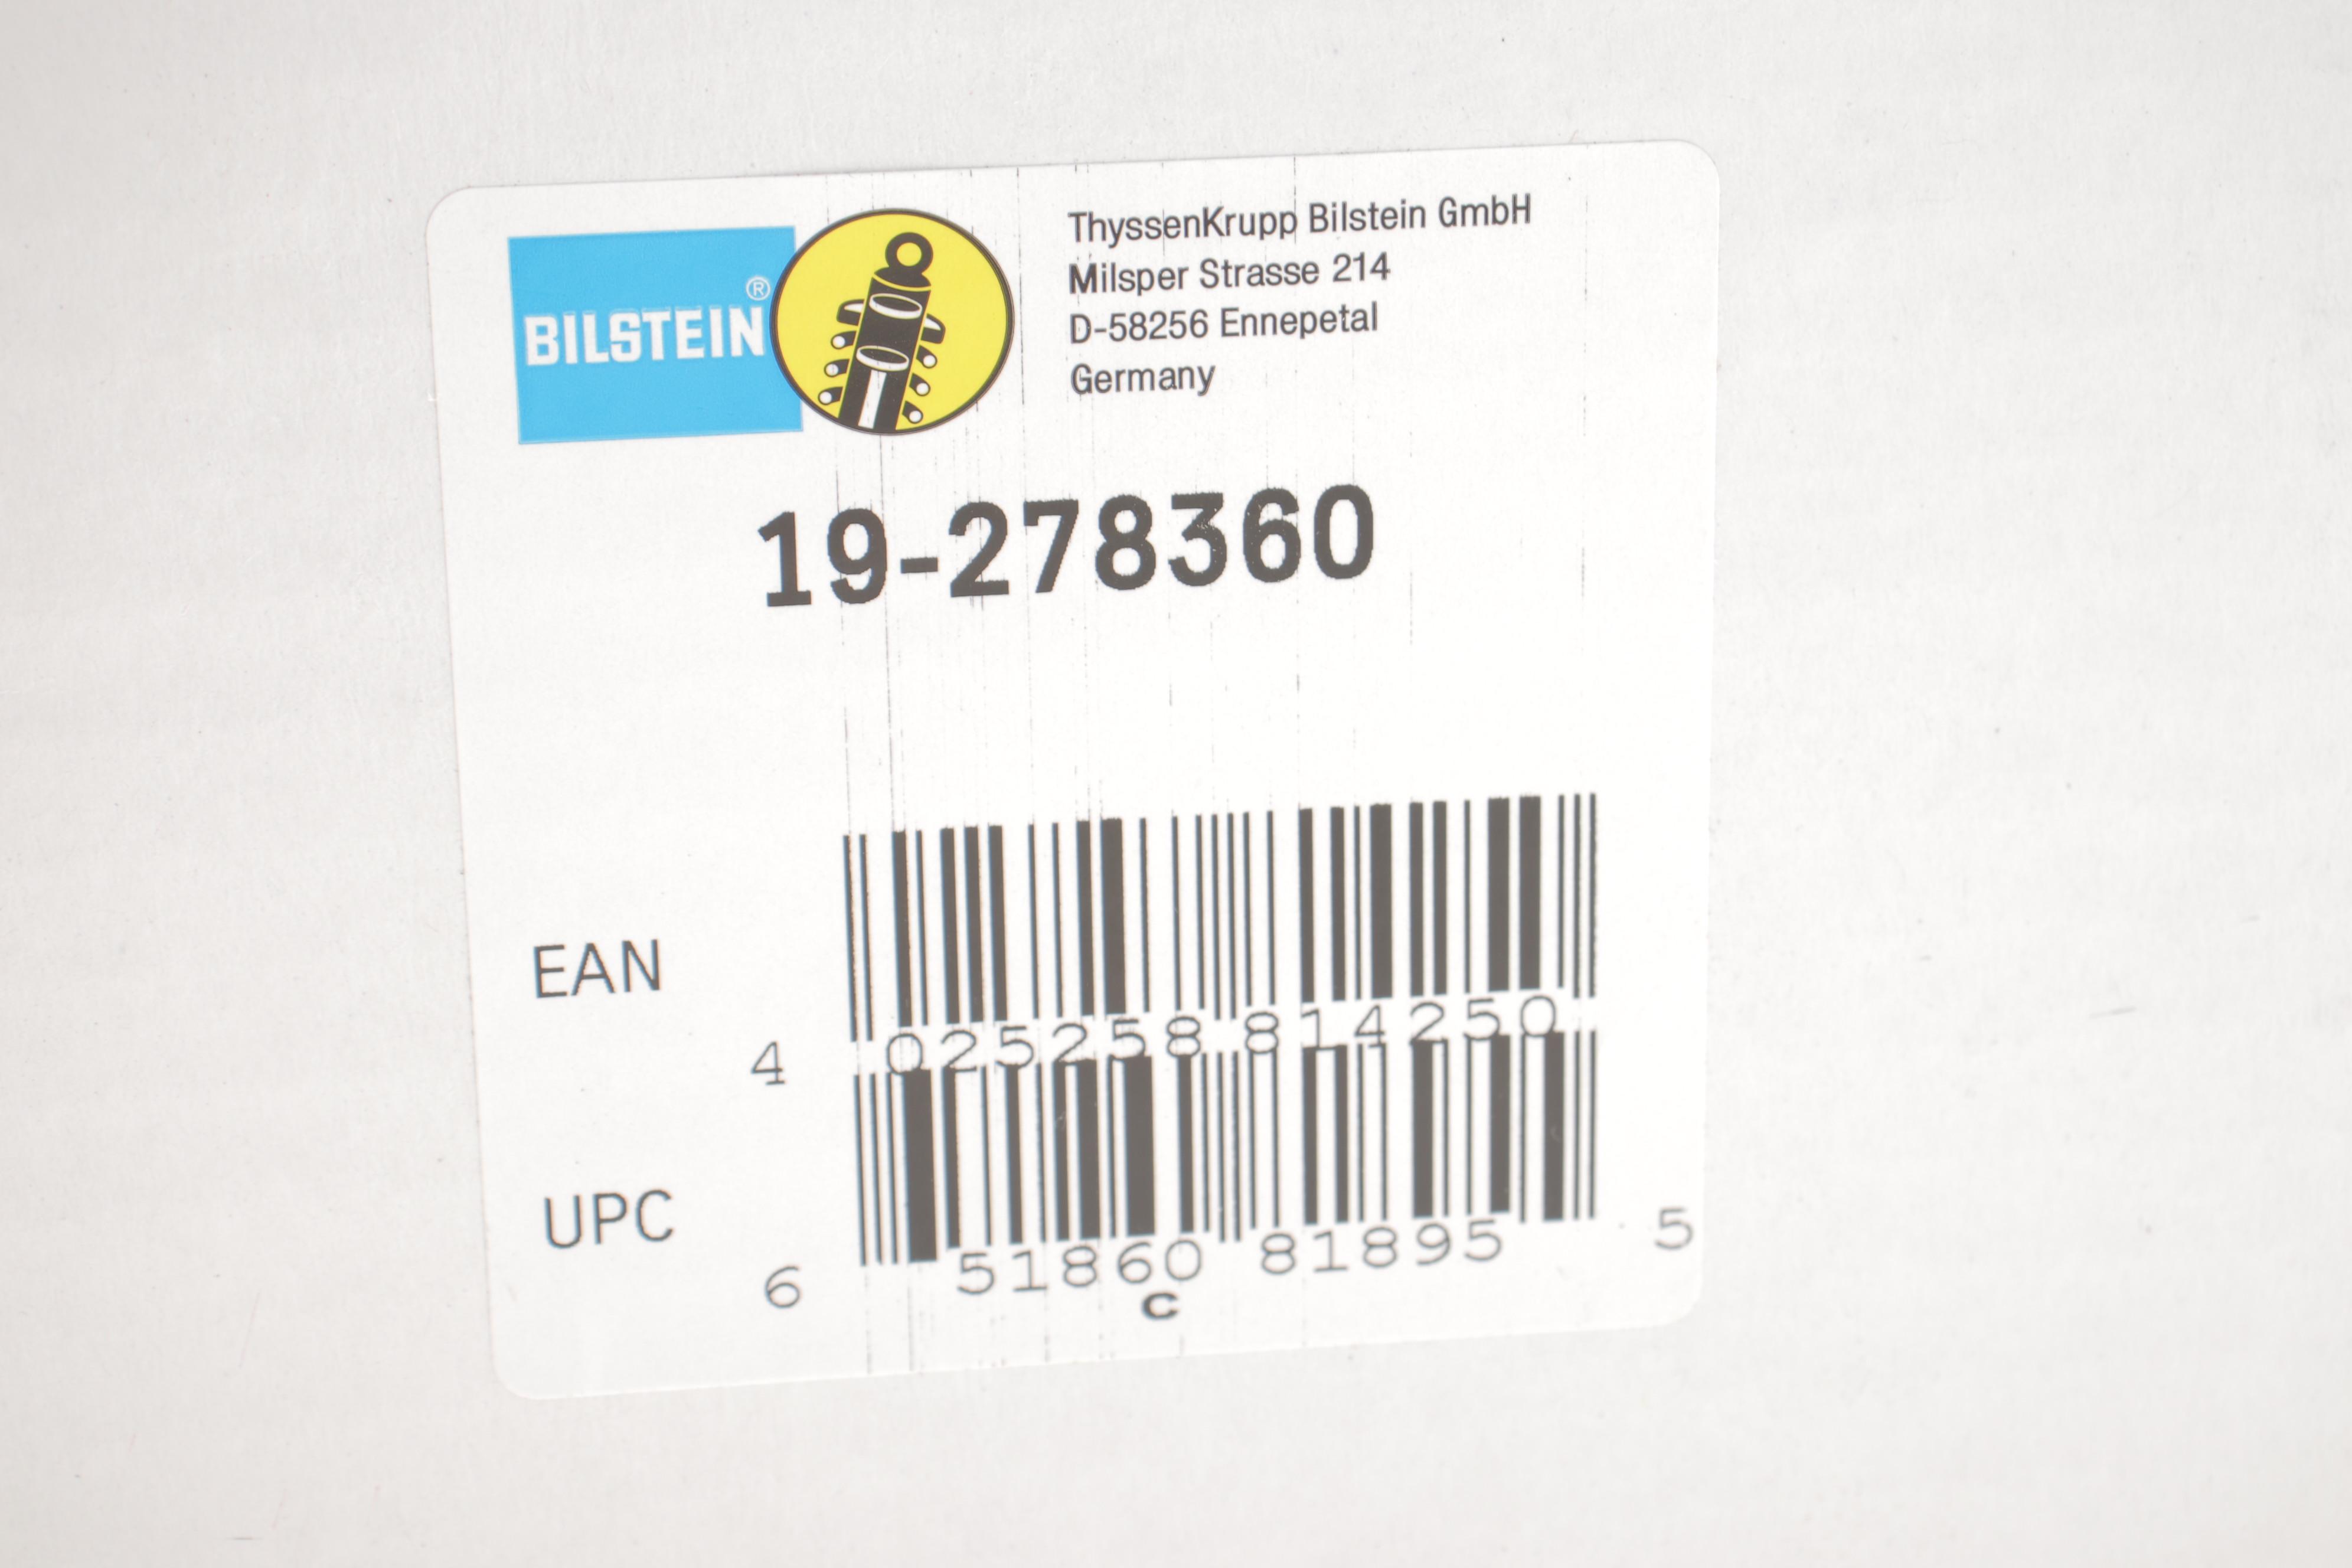 BILSTEIN®
ThyssenKrupp Bilstein GmbH
Milsper Strasse 214
D-58256 Ennepetal
Germany
19-278360
EAN
4 025258 814250
UPC
6 51860 81895 5
C